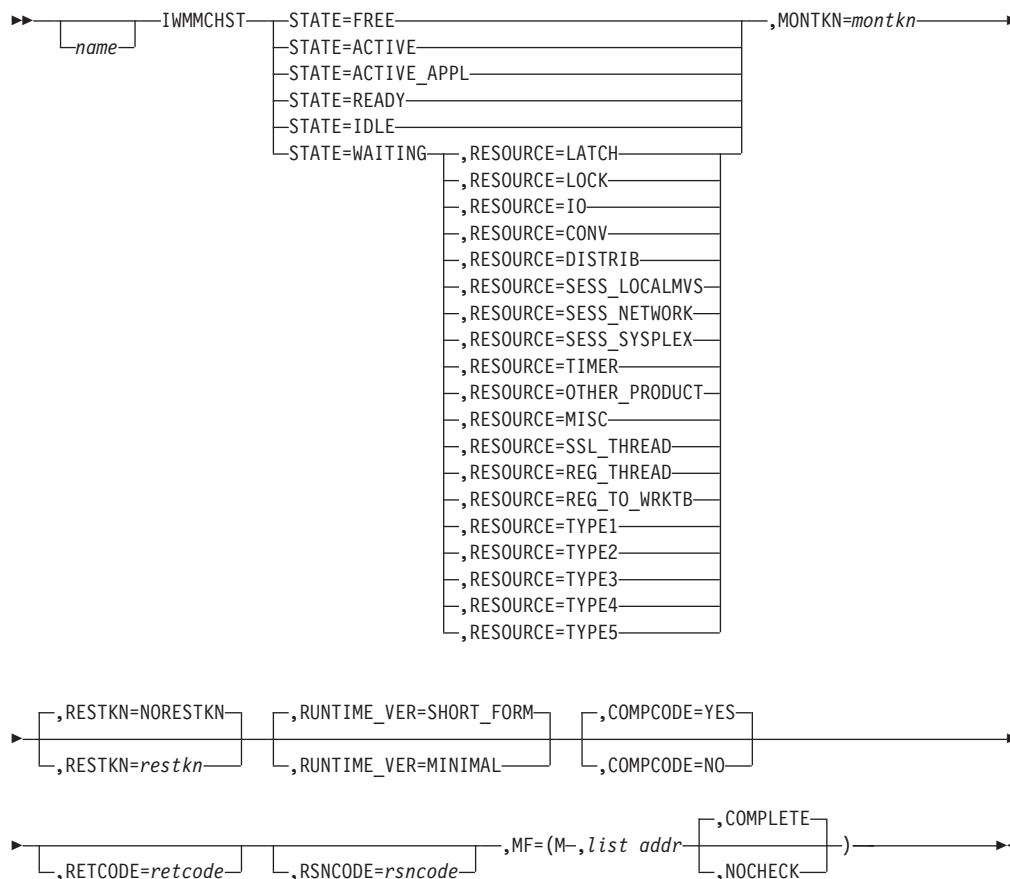 IWMMCHST STATE=FREE ,MONTKN=montkn
name STATE=ACTIVE
STATE=ACTIVE_APPL
STATE=READY
STATE=IDLE
STATE=WAITING ,RESOURCE=LATCH
,RESOURCE=LOCK
,RESOURCE=IO
,RESOURCE=CONV
,RESOURCE=DISTRIB
,RESOURCE=SESS_LOCALMVS
,RESOURCE=SESS_NETWORK
,RESOURCE=SESS_SYSPLEX
,RESOURCE=TIMER
,RESOURCE=OTHER_PRODUCT
,RESOURCE=MISC
,RESOURCE=SSL_THREAD
,RESOURCE=REG_THREAD
,RESOURCE=REG_TO_WRKTB
,RESOURCE=TYPE1
,RESOURCE=TYPE2
,RESOURCE=TYPE3
,RESOURCE=TYPE4
,RESOURCE=TYPE5
,RESTKN=NORESTKN ,RUNTIME_VER=SHORT_FORM ,COMPCODE=YES
,RESTKN=restkn ,RUNTIME_VER=MINIMAL ,COMPCODE=NO
,COMPLETE
,MF=(M ,list addr )
,RETCODE=retcode ,RSNCODE=rsncode ,NOCHECK